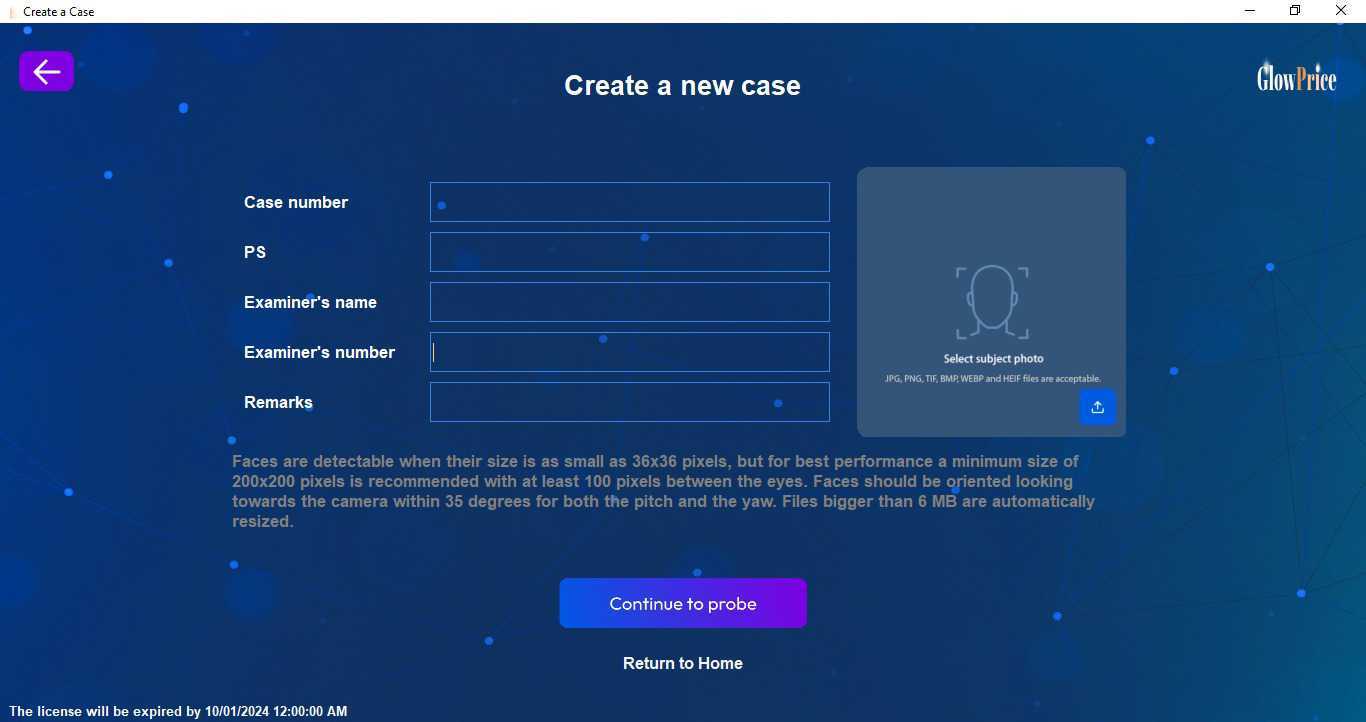 Create a Case
Create a new case
GlowPrice
Case number
PS
Examiner's name
Examiner's number
Remarks
Select subject photo
JPG, PNG, TIF, BMP, WEBP and HEIF files are acceptable.
Faces are detectable when their size is as small as 36x36 pixels, but for best performance a minimum size of
200x200 pixels is recommended with at least 100 pixels between the eyes. Faces should be oriented looking
towards the camera within 35 degrees for both the pitch and the yaw. Files bigger than 6 MB are automatically
resized.
Continue to probe
Return to Home
The license will be expired by 10/01/2024 12:00:00 AM